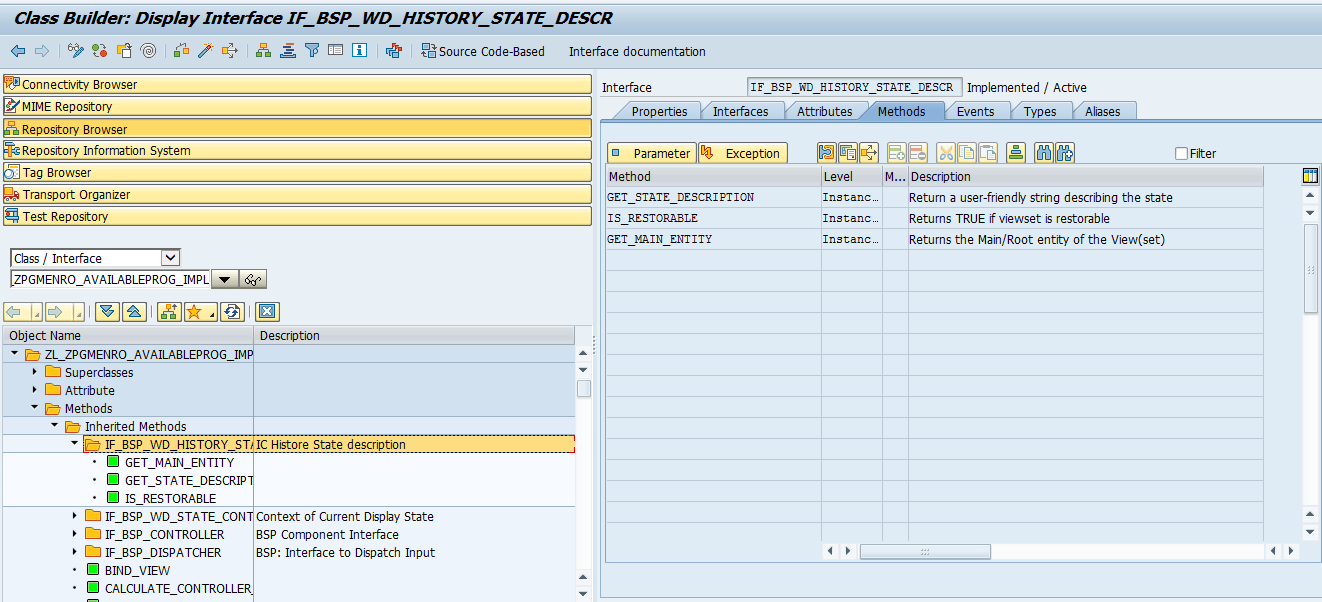 Class Builder: Display Interface IF_BSP_WD_HISTORY_STATE_DESCR
Source Code-Based Interface documentation
Connectivity Browser
MIME Repository
Repository Browser
Repository Information System
Tag Browser
Transport Organizer
Test Repository
Class / Interface
ZPGMENRO_AVAILABLEPROG_IMPL
Object Name Description
ZL_ZPGMENRO_AVAILABLEPROG_IMP
Superclasses
Attribute
Methods
Inherited Methods
IF_BSP_WD_HISTORY_STA IC Histore State description
GET_MAIN_ENTITY
GET_STATE_DESCRIPT
IS_RESTORABLE
IF_BSP_WD_STATE_CONT Context of Current Display State
IF_BSP_CONTROLLER BSP Component Interface
IF_BSP_DISPATCHER BSP: Interface to Dispatch Input
BIND_VIEW
CALCULATE_CONTROLLER_
Interface IF_BSP_WD_HISTORY_STATE_DESCR Implemented / Active
Properties Interfaces Attributes Methods Events Types Aliases
Parameter Exception Filter
Method Level M... Description
GET_STATE_DESCRIPTION Instanc… Return a user-friendly string describing the state
IS_RESTORABLE Instanc… Returns TRUE if viewset is restorable
GET_MAIN_ENTITY Instanc… Returns the Main/Root entity of the View(set)